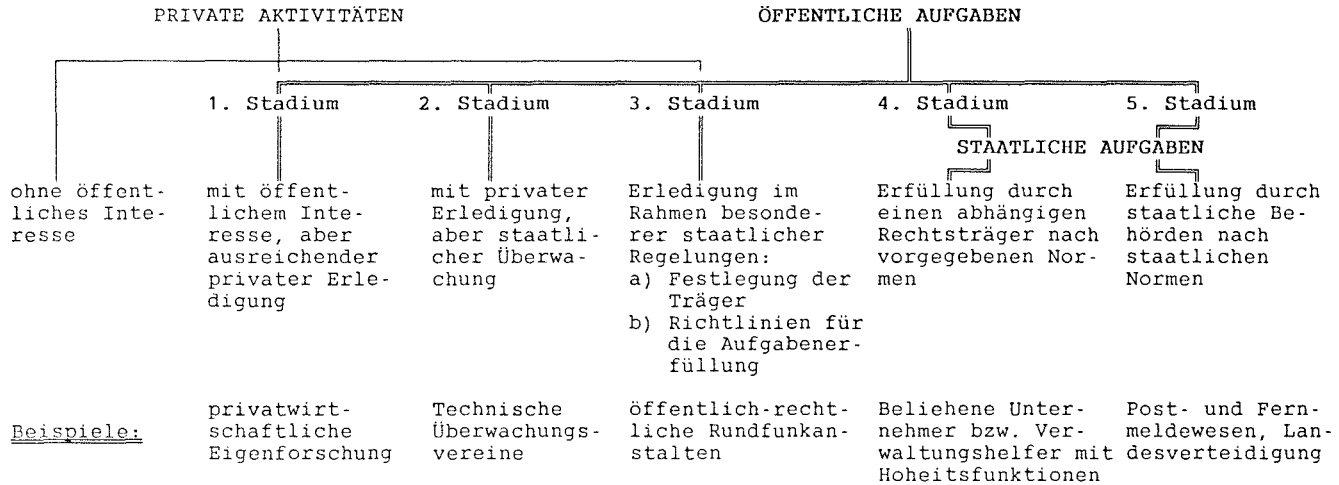 PRIVATE AKTIVITÄTEN
ÖFFENTLICHE AUFGABEN
1. Stadium
2. Stadium
3. Stadium
4. Stadium
5. Stadium
STAATLICHE AUFGABEN
ohne öffent-
liches Inte-
resse
mit öffent-
lichem Inte-
resse, aber
ausreichender
privater Erle-
digung
mit privater
Erledigung,
aber staatli-
cher Überwa-
chung
Erledigung im
Rahmen besonde-
rer staatlicher
Regelungen:
a) Festlegung der
Träger
b) Richtlinien für
die Aufgabener-
füllung
Erfüllung durch
einen abhängigen
Rechtsträger nach
vorgegebenen Nor-
men
Erfüllung durch
staatliche Be-
hörden nach
staatlichen
Normen
Beispiele:
privatwirt-
schaftliche
Eigenforschung
Technische
Überwachungs-
vereine
öffentlich-recht-
liche Rundfunkan-
stalten
Beliehene Unter-
nehmer bzw. Ver-
waltungshelfer mit
Hoheitsfunktionen
Post- und Fern-
meldewesen, Lan-
desverteidigung